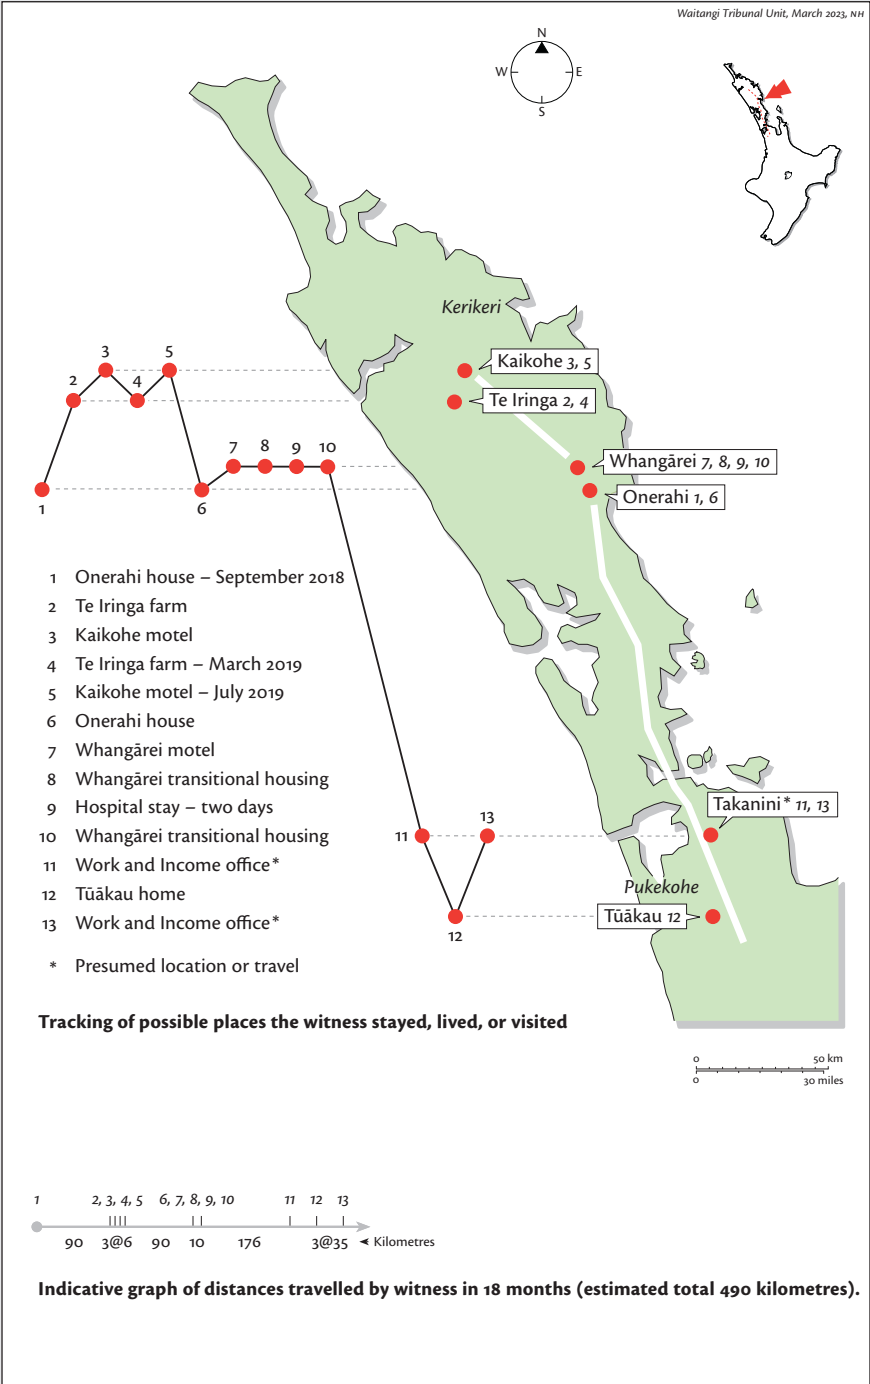 Waitangi Tribunal Unit, March 2023, NH
N
W E
S
Kerikeri
3 5
2 4
Kaikohe 3, 5
Te Iringa 2, 4
7 8 9 10
Whangārei 7, 8, 9, 10
Onerahi 1, 6
1 6
1 Onerahi house – September 2018
2 Te Iringa farm
3 Kaikohe motel
4 Te Iringa farm – March 2019
5 Kaikohe motel – July 2019
6 Onerahi house
7 Whangārei motel
8 Whangārei transitional housing
9 Hospital stay – two days
10 Whangārei transitional housing
11 Work and Income office*
12 Tūākau home
13 Work and Income office*
* Presumed location or travel
Takanini* 11, 13
11 13
Pukekohe
Tūākau 12
12
Tracking of possible places the witness stayed, lived, or visited
0 50 km
0 30 miles
1 2, 3, 4, 5 6, 7, 8, 9, 10 11 12 13
90 3@6 90 10 176 3@35 Kilometres
Indicative graph of distances travelled by witness in 18 months (estimated total 490 kilometres).